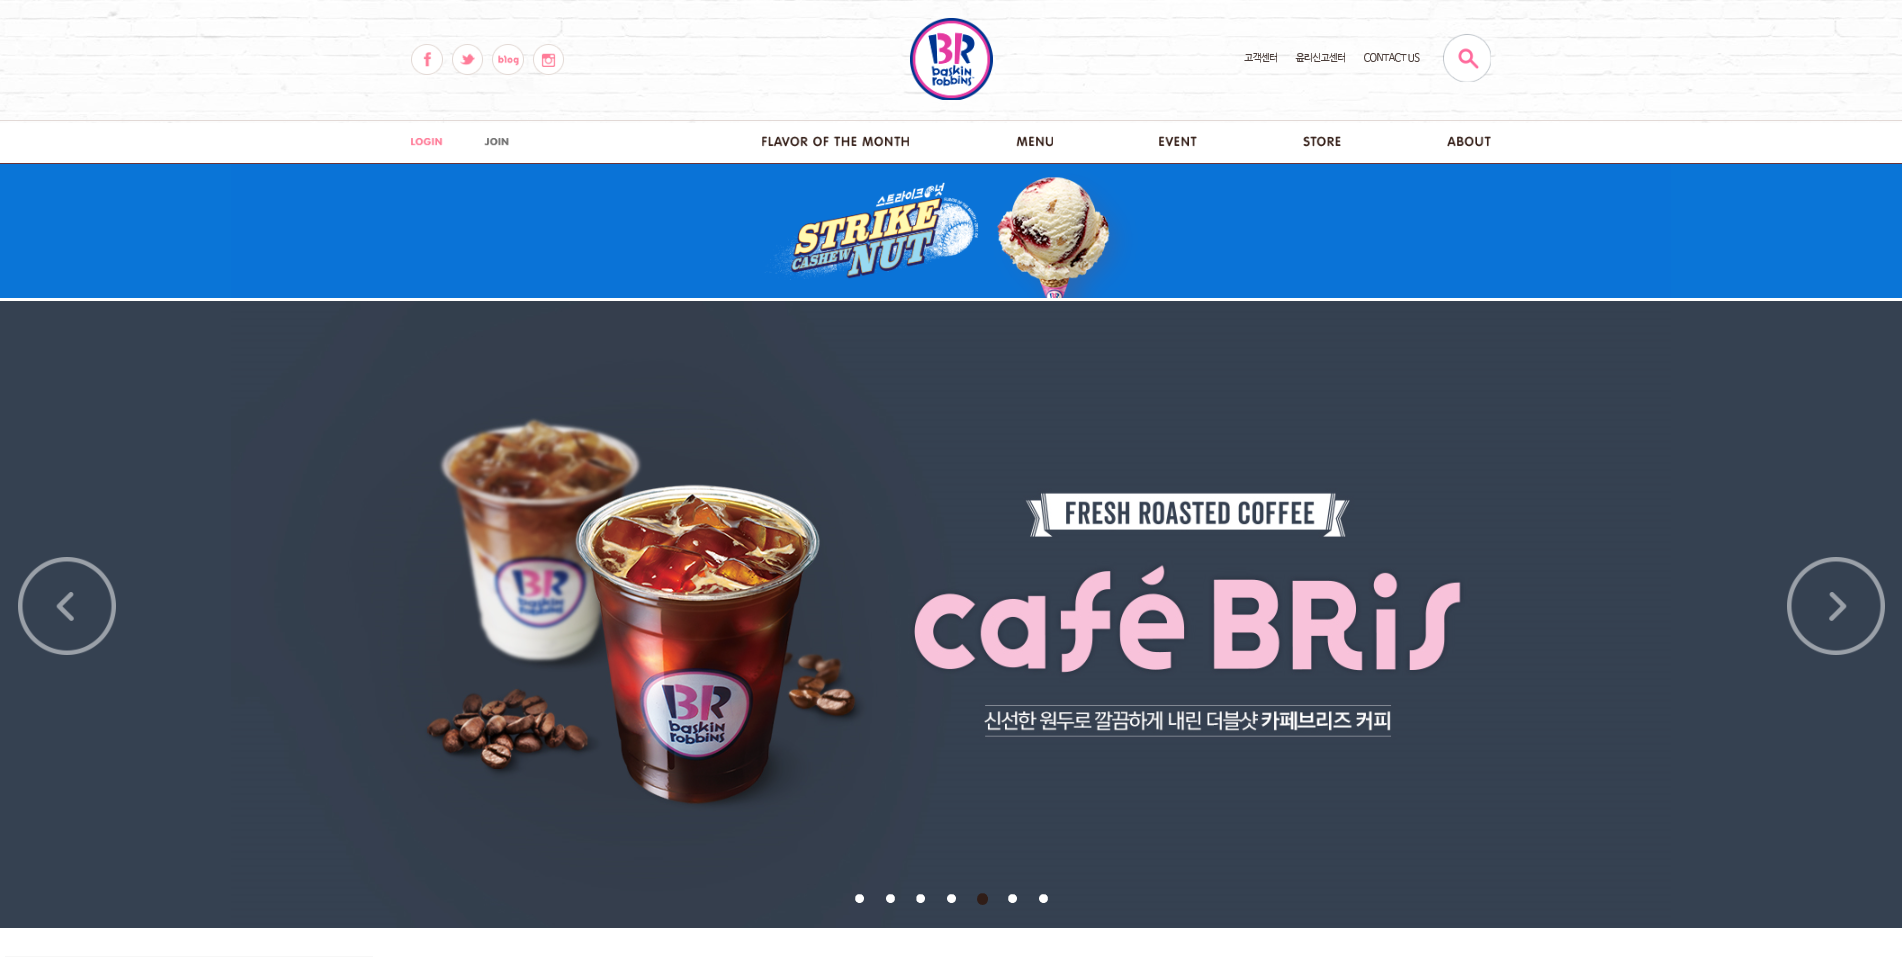 blog
BR
baskin
robbins
고객센터
윤리신고센터
CONTACT US
LOGIN
JOIN
FLAVOR OF THE MONTH
MENU
EVENT
STORE
ABOUT
스트라이크넛
STRIKE
CASHEW NUT
BR
FRESH ROASTED COFFEE
café BRis
BR
baskin
robbins
BR
baskin
robbins
신선한 원두로 깔끔하게 내린 더블샷 카페브리즈 커피